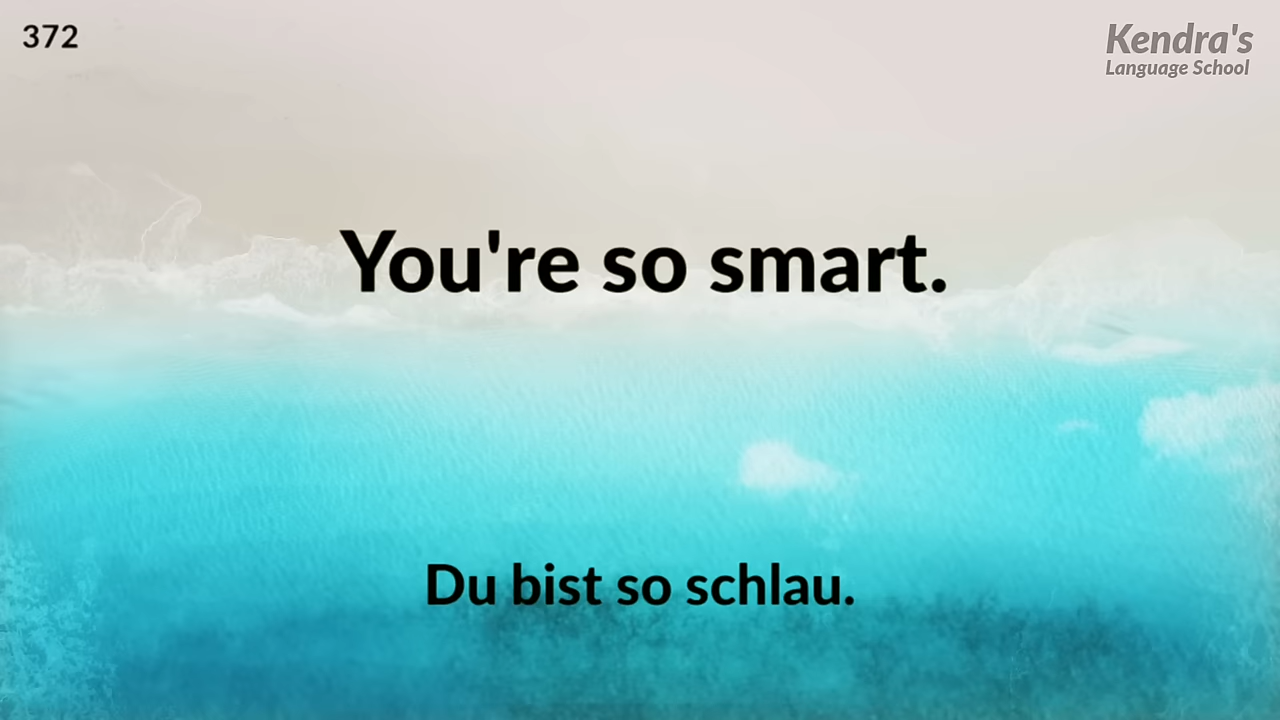 372
Kendra's
Language School
You're so smart.
Du bist so schlau.